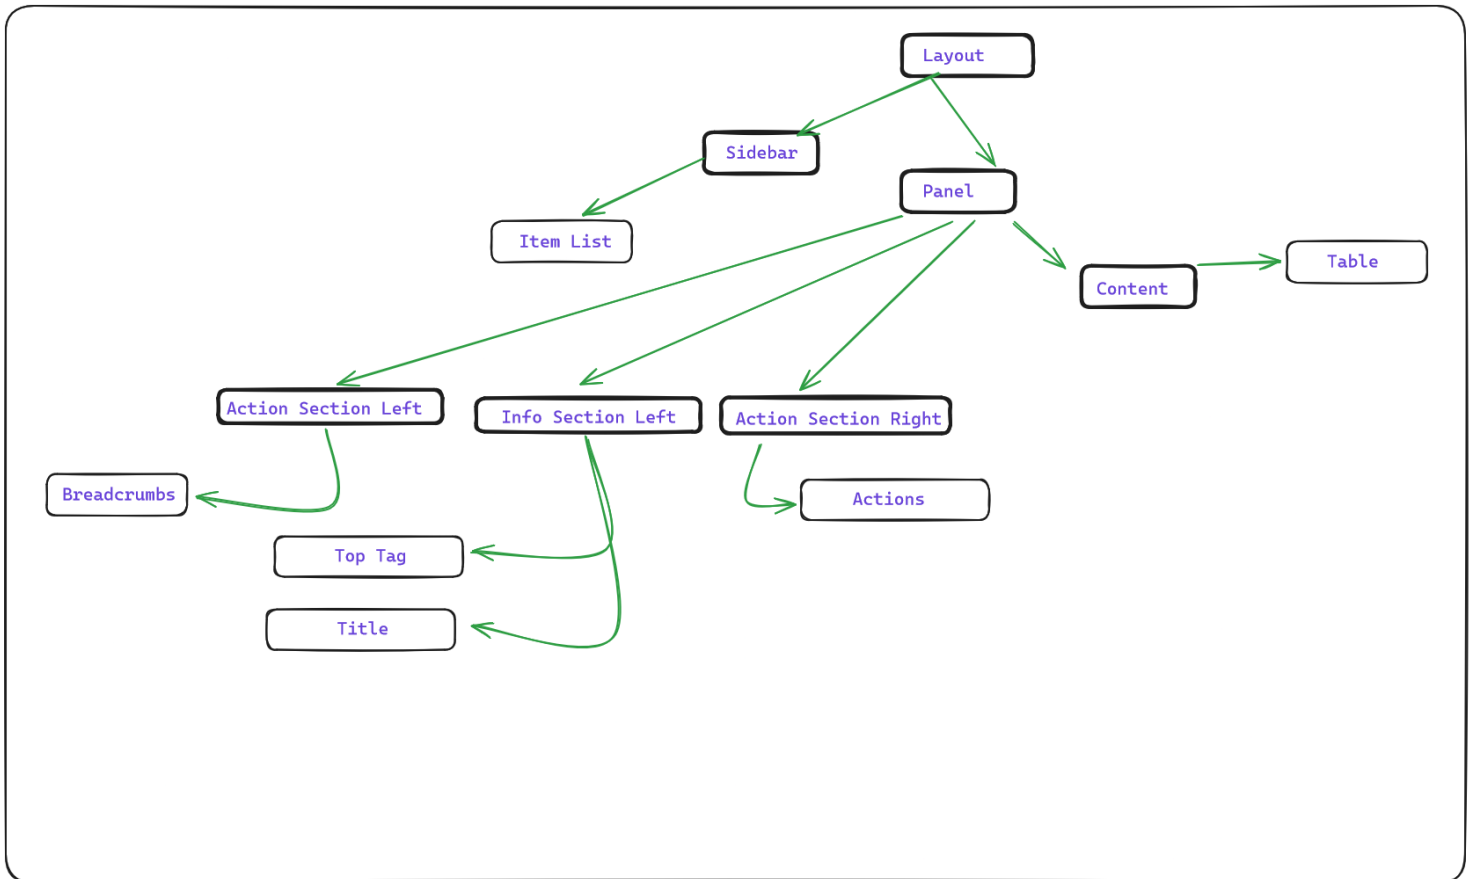 Layout
Sidebar
Panel
Item List
Table
Content
Action Section Left
Info Section Left
Action Section Right
Breadcrumbs
Actions
Top Tag
Title